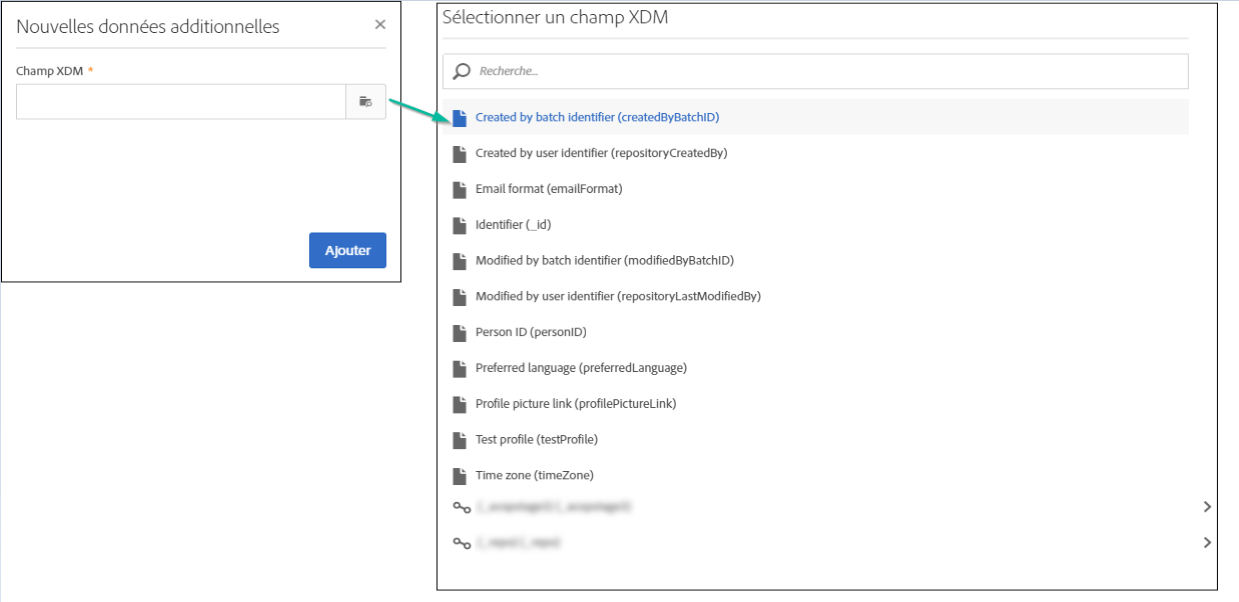 Nouvelles données additionnelles
Champ XDM *
Ajouter
Sélectionner un champ XDM
Recherche...
Created by batch identifier (createdByBatchID)
Created by user identifier (repositoryCreatedBy)
Email format (emailFormat)
Identifier (_id)
Modified by batch identifier (modifiedByBatchID)
Modified by user identifier (repositoryLastModifiedBy)
Person ID (personID)
Preferred language (preferredLanguage)
Profile picture link (profilePictureLink)
Test profile (testProfile)
Time zone (timeZone)